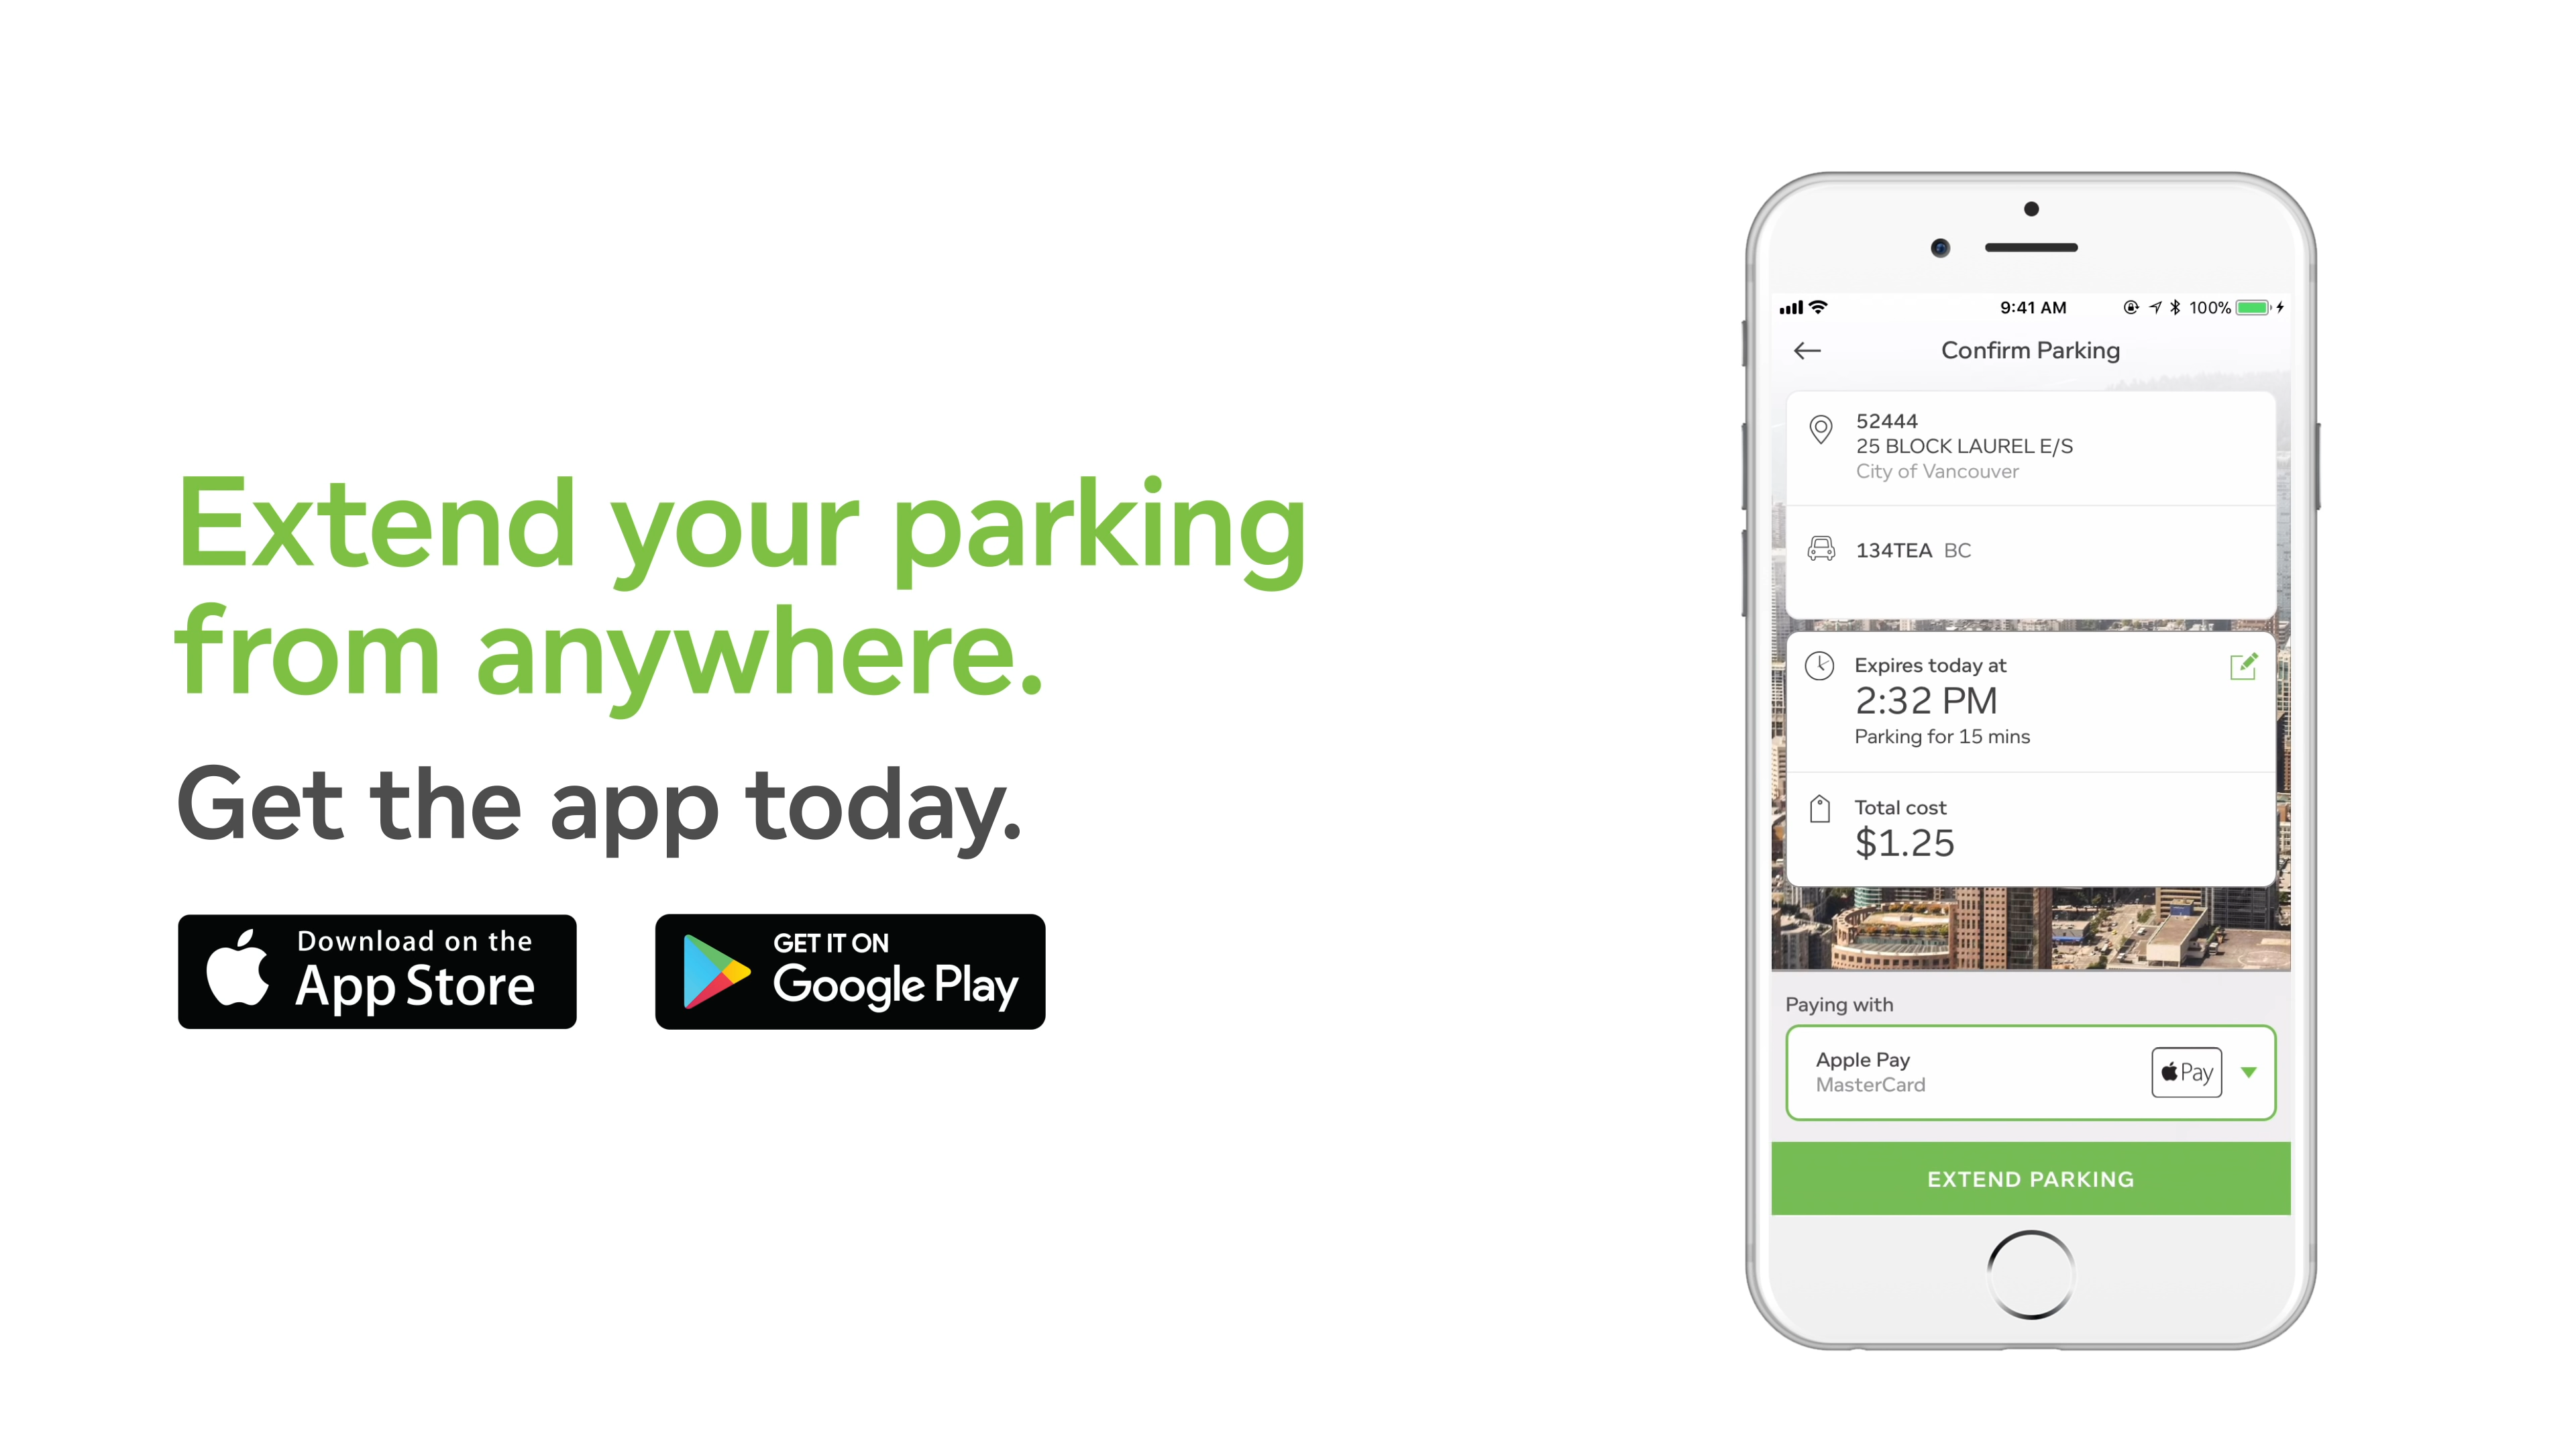 Extend your parking
from anywhere.
Get the app today.
Download on the
App Store
GET IT ON
Google Play
9:41 AM
100%
Confirm Parking
52444
25 BLOCK LAUREL E/S
City of Vancouver
134TEA BC
Expires today at
2:32 PM
Parking for 15 mins
Total cost
$1.25
Paying with
Apple Pay
MasterCard
Pay
EXTEND PARKING